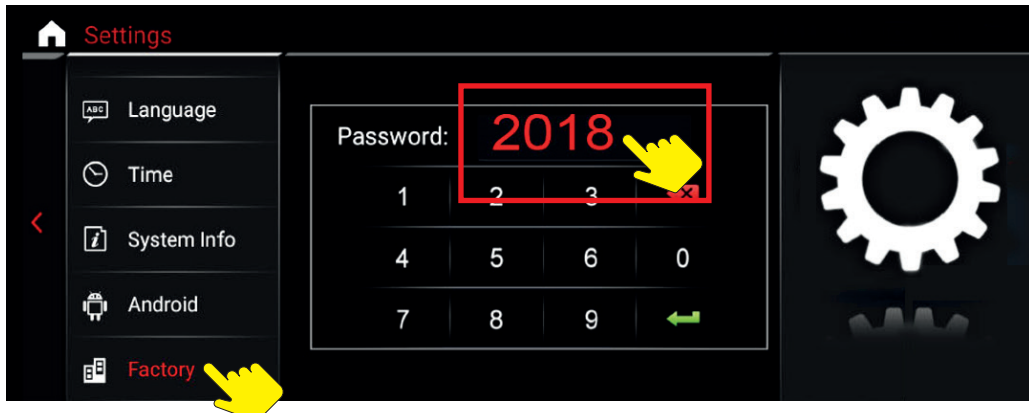 Settings
ABC Language
Time
i System Info
Android
Factory
Password: 2018
1 2 3 x
4 5 6 0
7 8 9